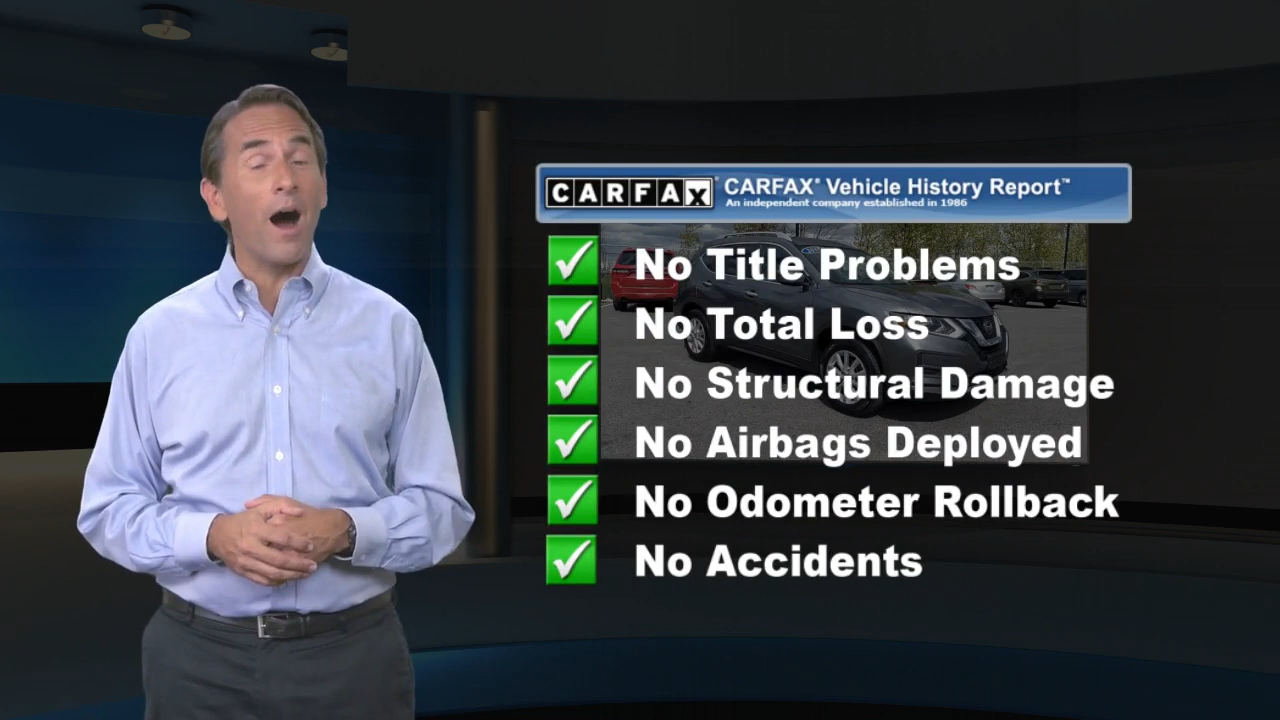 CARFAX® CARFAX® Vehicle History Report™
An independent company established in 1986
No Title Problems
No Total Loss
No Structural Damage
No Airbags Deployed
No Odometer Rollback
No Accidents